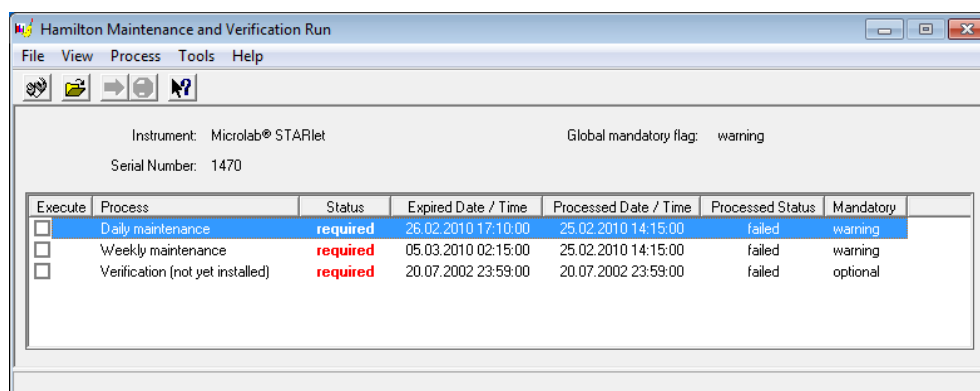 Hamilton Maintenance and Verification Run
File View Process Tools Help
Instrument: Microlab® STARlet Global mandatory flag: warning
Serial Number: 1470
Execute Process Status Expired Date / Time Processed Date / Time Processed Status Mandatory
Daily maintenance required 26.02.2010 17:10:00 25.02.2010 14:15:00 failed warning
Weekly maintenance required 05.03.2010 02:15:00 25.02.2010 14:15:00 failed warning
Verification (not yet installed) required 20.07.2002 23:59:00 20.07.2002 23:59:00 failed optional